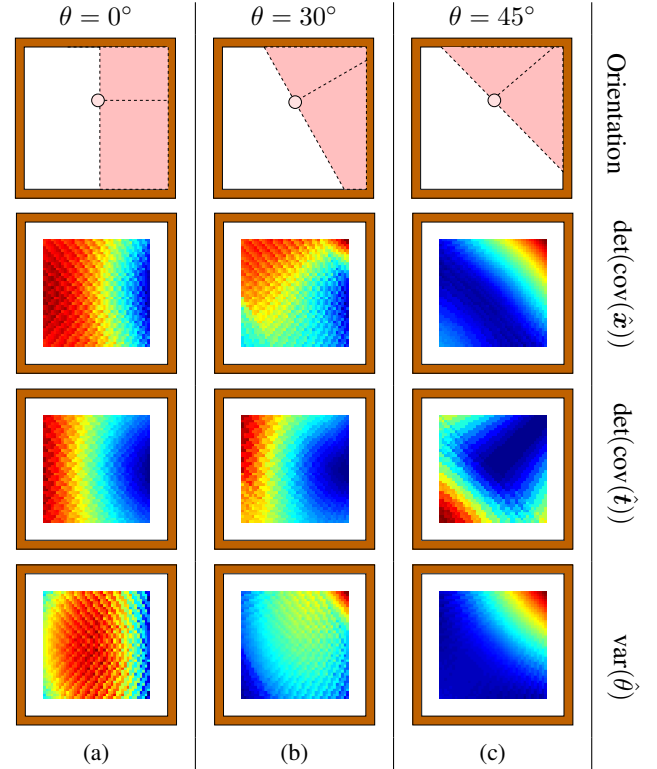 θ = 0° θ = 30° θ = 45°
Orientation
det(cov(x̂))
det(cov(t̂))
var(θ̂)
(a) (b) (c)